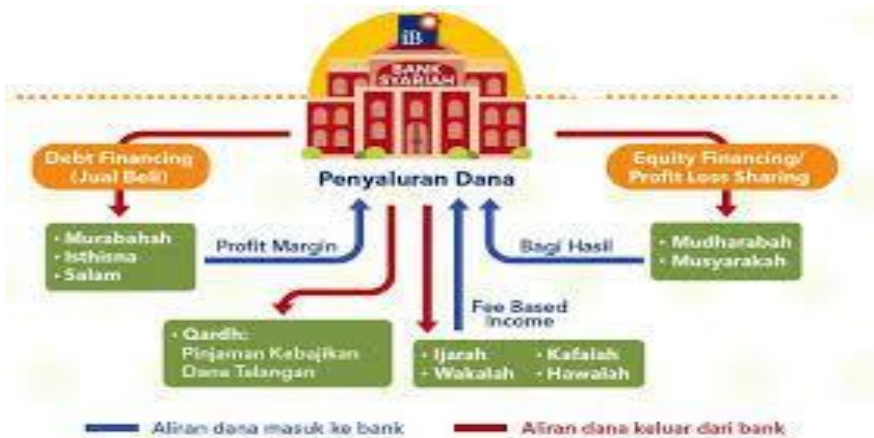 iB
BANK
SYARIAH
Debt Financing
(Jual Beli)
Equity Financing/
Profit Loss Sharing
Penyaluran Dana
• Murabahah
• Isthisna
• Salam
Profit Margin
Bagi Hasil
• Mudharabah
• Musyarakah
Fee Based
Income
• Qardh:
Pinjaman Kebajikan
Dana Talangan
• Ijarah
• Wakalah
• Kafalah
• Hawalah
Aliran dana masuk ke bank
Aliran dana keluar dari bank